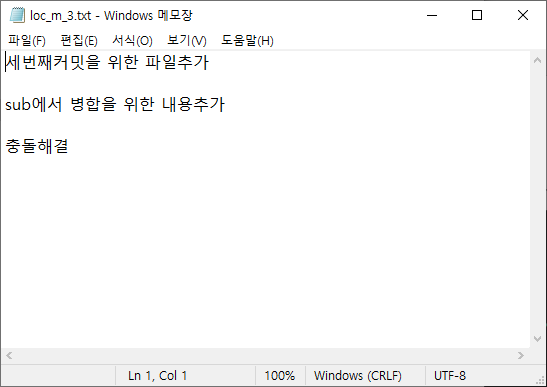 loc_m_3.txt - Windows 메모장
파일(F) 편집(E) 서식(O) 보기(V) 도움말(H)
세번째커밋을 위한 파일추가
sub에서 병합을 위한 내용추가
충돌해결
Ln 1, Col 1 100% Windows (CRLF) UTF-8